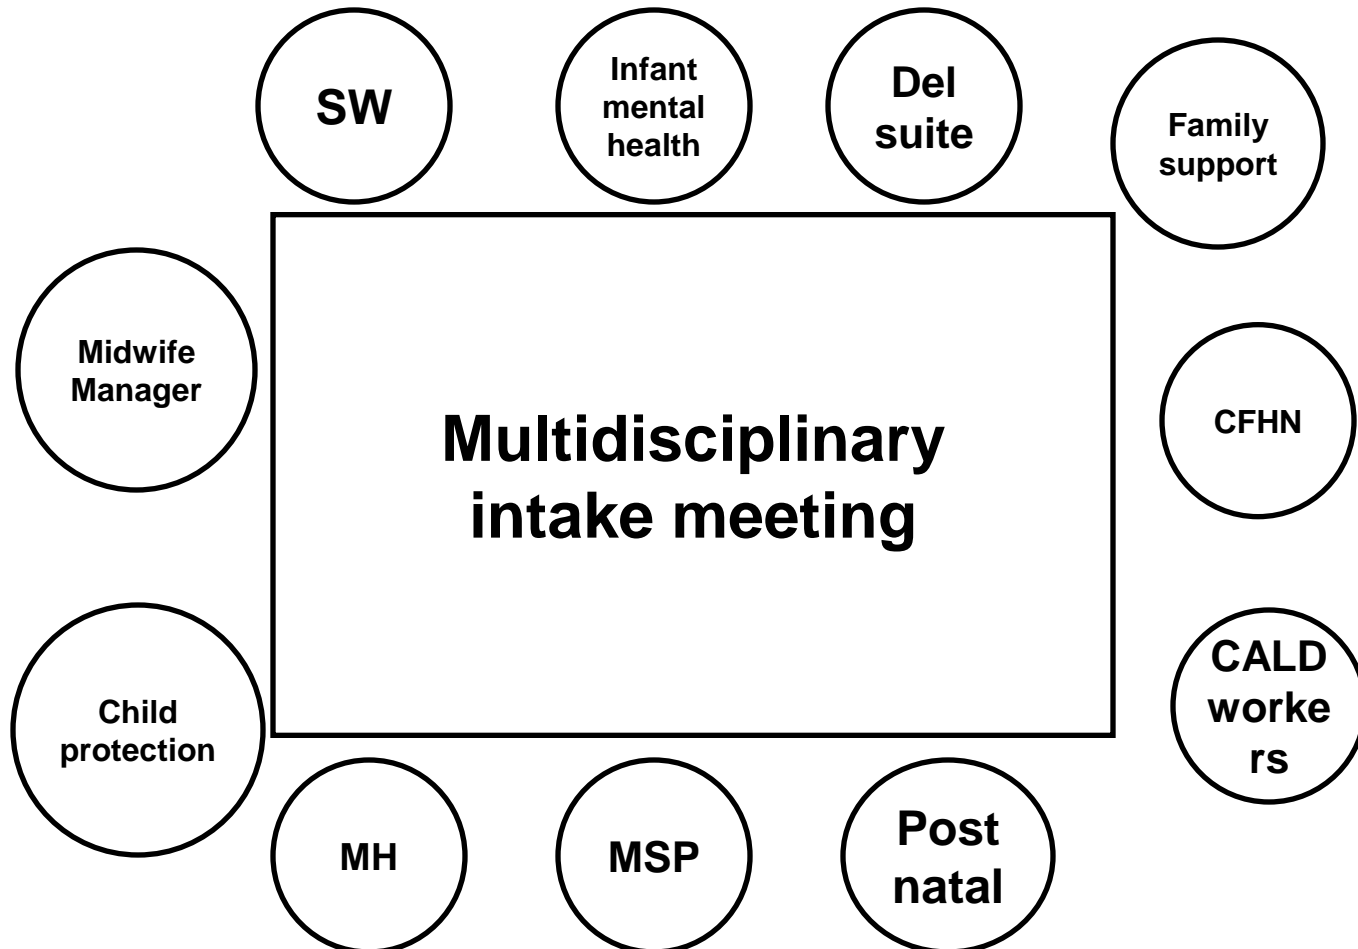 SW
Infant
mental
health
Del
suite
Family
support
Midwife
Manager
Multidisciplinary
intake meeting
CFHN
Child
protection
CALD
worke
rs
MH
MSP
Post
natal